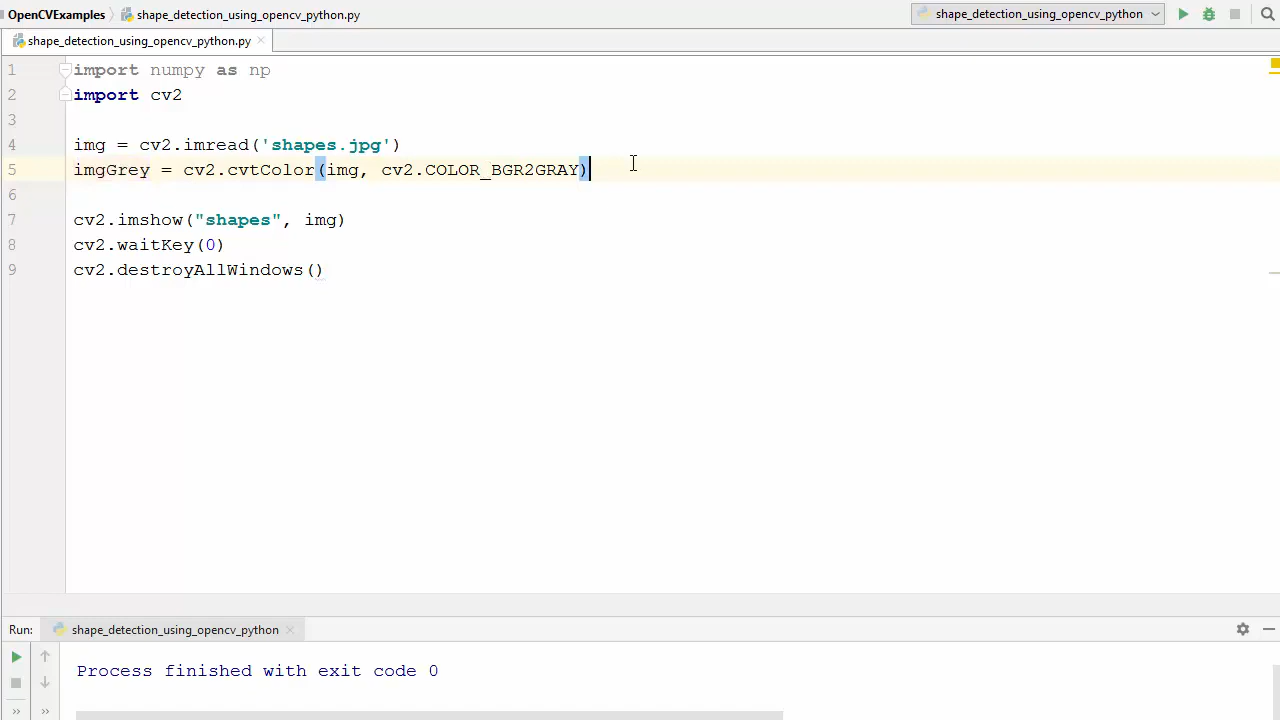 OpenCVExamples shape_detection_using_opencv_python.py shape_detection_using_opencv_python
shape_detection_using_opencv_python.py
1 import numpy as np
2 import cv2
3
4 img = cv2.imread('shapes.jpg')
5 imgGrey = cv2.cvtColor(img, cv2.COLOR_BGR2GRAY)
6
7 cv2.imshow("shapes", img)
8 cv2.waitKey(0)
9 cv2.destroyAllWindows()
Run: shape_detection_using_opencv_python
Process finished with exit code 0